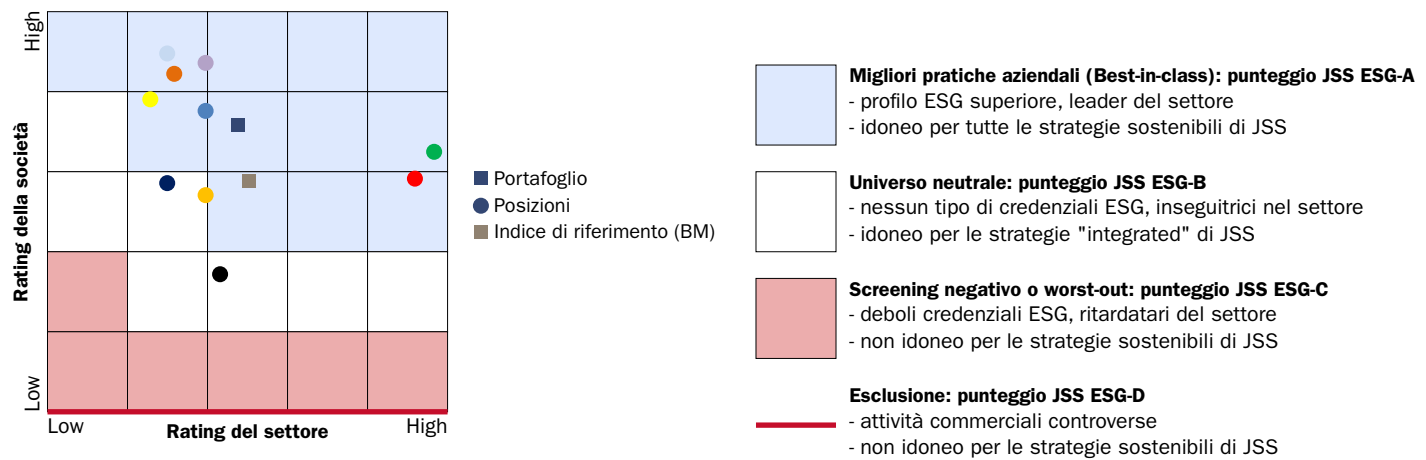 High
Rating della società
Low
Low
Rating del settore
High
Portafoglio
Posizioni
Indice di riferimento (BM)
Migliori pratiche aziendali (Best-in-class): punteggio JSS ESG-A
- profilo ESG superiore, leader del settore
- idoneo per tutte le strategie sostenibili di JSS
Universo neutrale: punteggio JSS ESG-B
- nessun tipo di credenziali ESG, inseguitrici nel settore
- idoneo per le strategie "integrated" di JSS
Screening negativo o worst-out: punteggio JSS ESG-C
- deboli credenziali ESG, ritardatari del settore
- non idoneo per le strategie sostenibili di JSS
Esclusione: punteggio JSS ESG-D
- attività commerciali controverse
- non idoneo per le strategie sostenibili di JSS